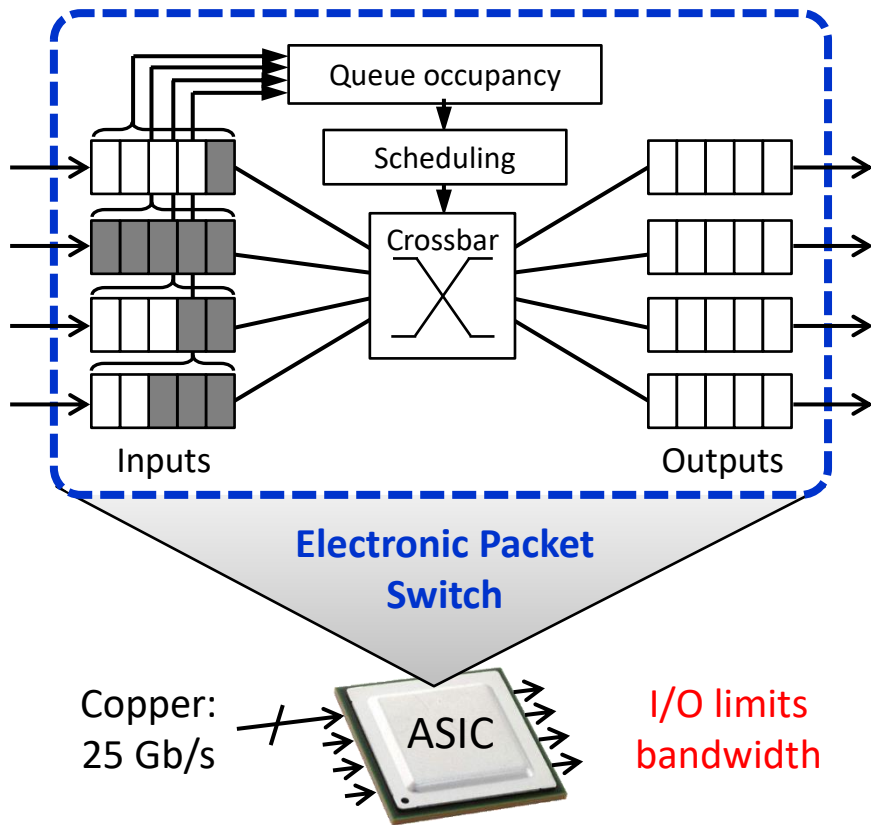 Queue occupancy
Scheduling
Crossbar
Inputs
Outputs
Electronic Packet
Switch
Copper:
25 Gb/s
ASIC
I/O limits
bandwidth